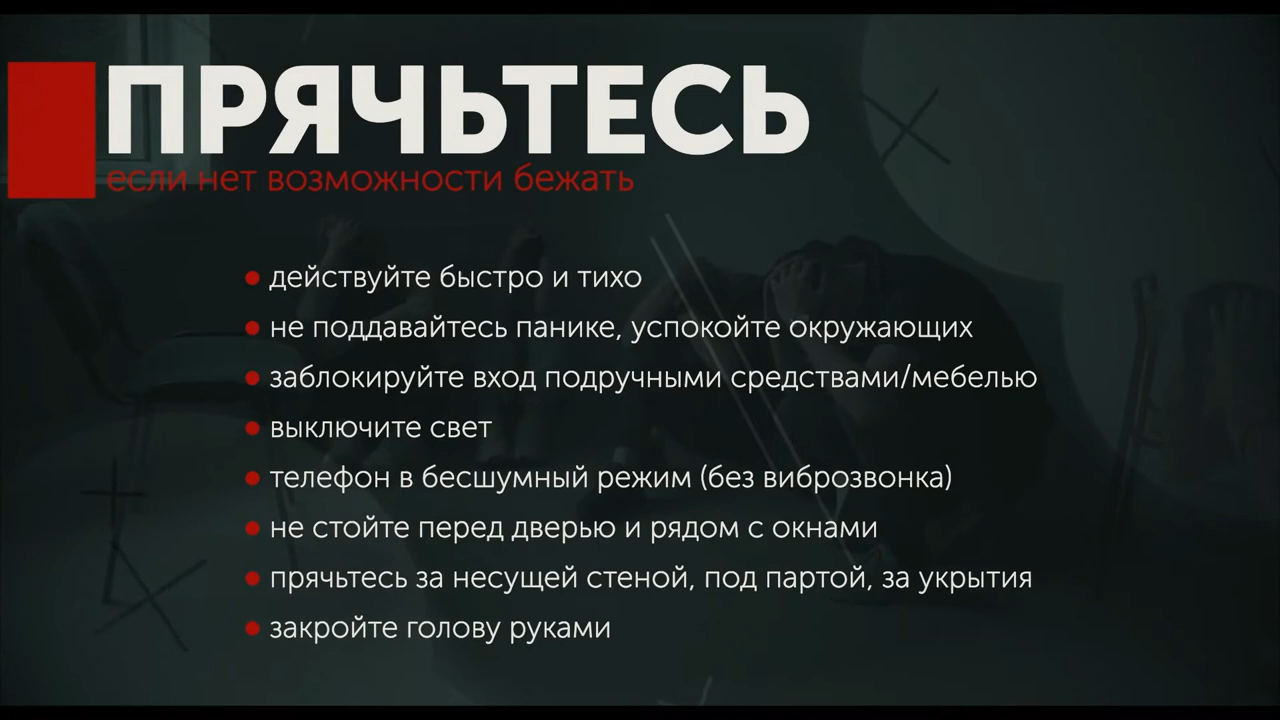 ПРЯЧЬТЕСЬ
если нет возможности бежать
● действуйте быстро и тихо
● не поддавайтесь панике, успокойте окружающих
● заблокируйте вход подручными средствами/мебелью
● выключите свет
● телефон в бесшумный режим (без виброзвонка)
● не стойте перед дверью и рядом с окнами
● прячьтесь за несущей стеной, под партой, за укрытия
● закройте голову руками